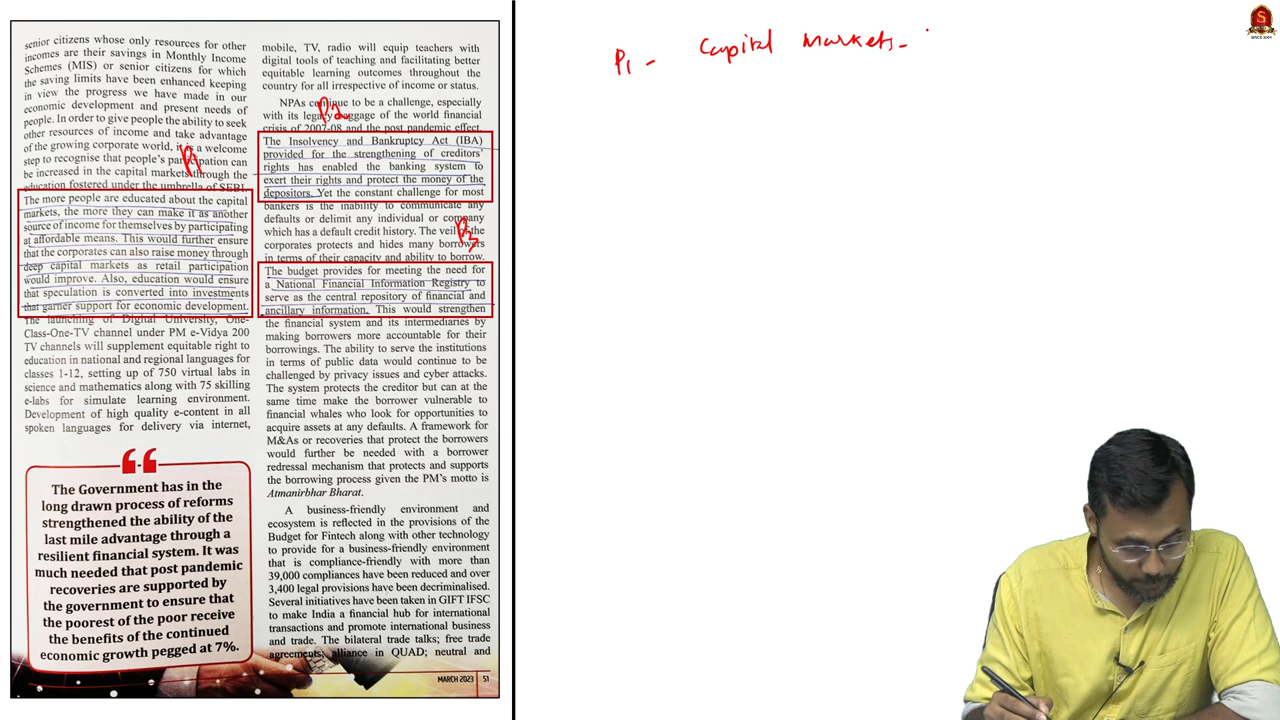 senior citizens whose only resources for other
incomes are their savings in Monthly Income
Schemes (MIS) or senior citizens for which
the saving limits have been enhanced keeping
in view the progress we have made in our
economic development and present needs of
people. In order to give people the ability to seek
other resources of income and take advantage
of the growing corporate world, it is a welcome
step to recognise that people's participation can
be increased in the capital markets through the
education fostered under the umbrella of SEBI.
The more people are educated about the capital
markets, the more they can make it as another
source of income for themselves by participating
at affordable means. This would further ensure
that the corporates can also raise money through
deep capital markets as retail participation
would improve. Also, education would ensure
that speculation is converted into investments
that garner support for economic development.
The launching of Digital University, One-
Class-One-TV channel under PM e-Vidya 200
TV channels will supplement equitable right to
education in national and regional languages for
classes 1-12, setting up of 750 virtual labs in
science and mathematics along with 75 skilling
e-labs for simulate learning environment.
Development of high quality e-content in all
spoken languages for delivery via internet,
P1
The Government has in the
long drawn process of reforms
strengthened the ability of the
last mile advantage through a
resilient financial system. It was
much needed that post pandemic
recoveries are supported by
the government to ensure that
the poorest of the poor receive
the benefits of the continued
economic growth pegged at 7%.
mobile, TV, radio will equip teachers with
digital tools of teaching and facilitating better
equitable learning outcomes throughout the
country for all irrespective of income or status.
NPAs continue to be a challenge, especially
with its legacy baggage of the world financial
crisis of 2007-08 and the post pandemic effect.
The Insolvency and Bankruptcy Act (IBA)
provided for the strengthening of creditors'
rights has enabled the banking system to
exert their rights and protect the money of the
depositors. Yet the constant challenge for most
bankers is the inability to communicate any
defaults or delimit any individual or company
which has a default credit history. The veil of the
corporates protects and hides many borrowers
in terms of their capacity and ability to borrow.
The budget provides for meeting the need for
a National Financial Information Registry to
serve as the central repository of financial and
ancillary information. This would strengthen
the financial system and its intermediaries by
making borrowers more accountable for their
borrowings. The ability to serve the institutions
in terms of public data would continue to be
challenged by privacy issues and cyber attacks.
The system protects the creditor but can at the
same time make the borrower vulnerable to
financial whales who look for opportunities to
acquire assets at any defaults. A framework for
M&As or recoveries that protect the borrowers
would further be needed with a borrower
redressal mechanism that protects and supports
the borrowing process given the PM's motto is
Atmanirbhar Bharat.
A business-friendly environment and
ecosystem is reflected in the provisions of the
Budget for Fintech along with other technology
to provide for a business-friendly environment
that is compliance-friendly with more than
39,000 compliances have been reduced and over
3,400 legal provisions have been decriminalised.
Several initiatives have been taken in GIFT IFSC
to make India a financial hub for international
transactions and promote international business
and trade. The bilateral trade talks; free trade
agreements; alliance in QUAD; neutral and
P2
P3
MARCH 2023 51
P1 - Capital Markets -
S
SINCE 2004